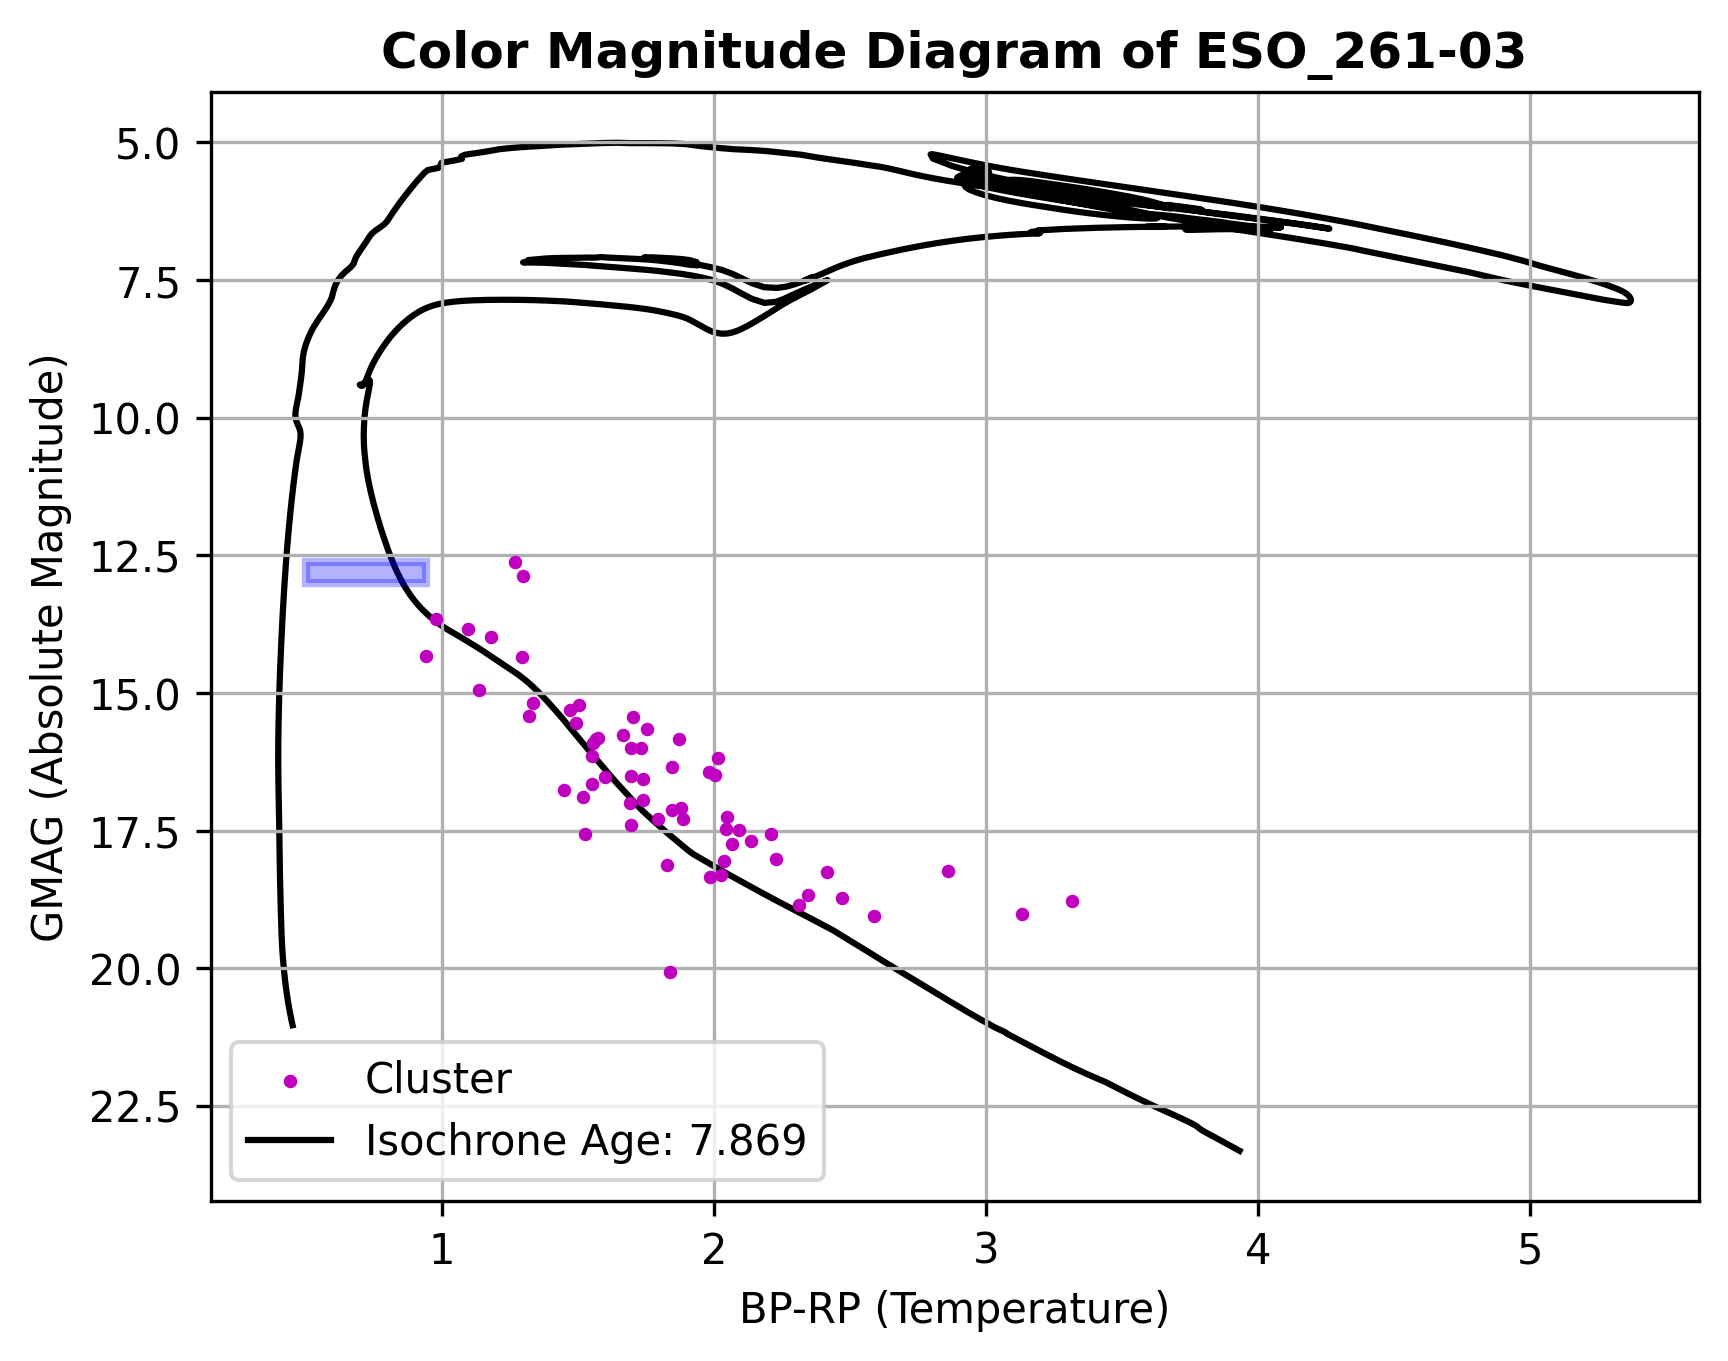 Color Magnitude Diagram of ESO_261-03
GMAG (Absolute Magnitude)
5.0
7.5
10.0
12.5
15.0
17.5
20.0
22.5
Cluster
Isochrone Age: 7.869
1 2 3 4 5
BP-RP (Temperature)